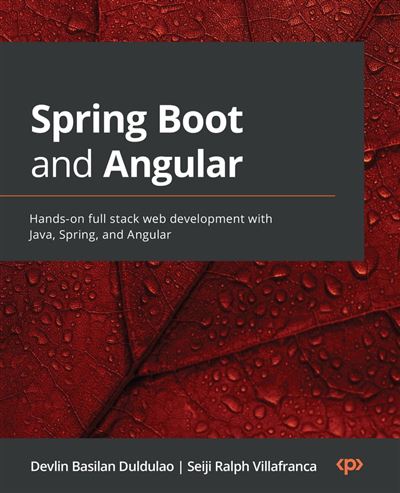 Spring Boot
and Angular
Hands-on full stack web development with
Java, Spring, and Angular
Devlin Basilan Duldulao | Seiji Ralph Villafranca
<p>